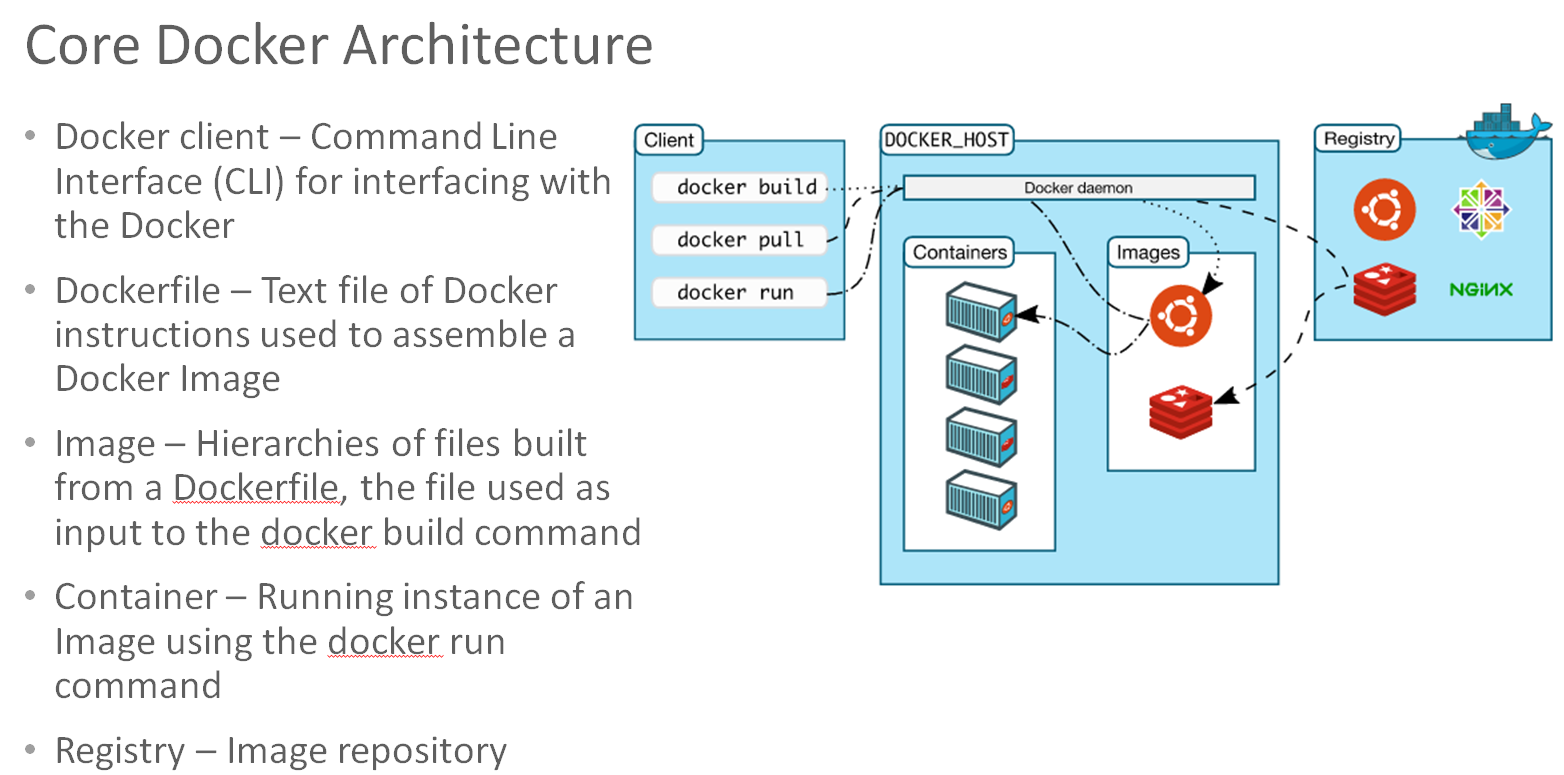 Core Docker Architecture
• Docker client – Command Line
Interface (CLI) for interfacing with
the Docker
• Dockerfile – Text file of Docker
instructions used to assemble a
Docker Image
• Image – Hierarchies of files built
from a Dockerfile, the file used as
input to the docker build command
• Container – Running instance of an
Image using the docker run
command
• Registry – Image repository
Client
docker build
docker pull
docker run
DOCKER_HOST
Docker daemon
Containers
Images
Registry
NGiNX